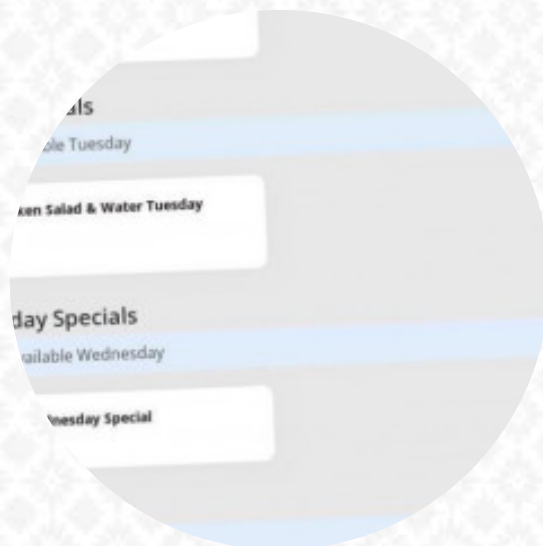 als
ble Tuesday
ken Salad & Water Tuesday
day Specials
ailable Wednesday
nesday Special